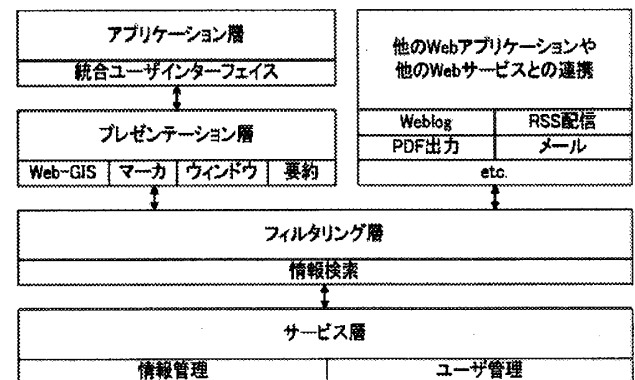 アプリケーション層
統合ユーザインターフェイス
プレゼンテーション層
Web-GIS マーカ ウィンドウ 要約
他のWebアプリケーションや
他のWebサービスとの連携
Weblog RSS配信
PDF出力 メール
etc.
フィルタリング層
情報検索
サービス層
情報管理 ユーザ管理